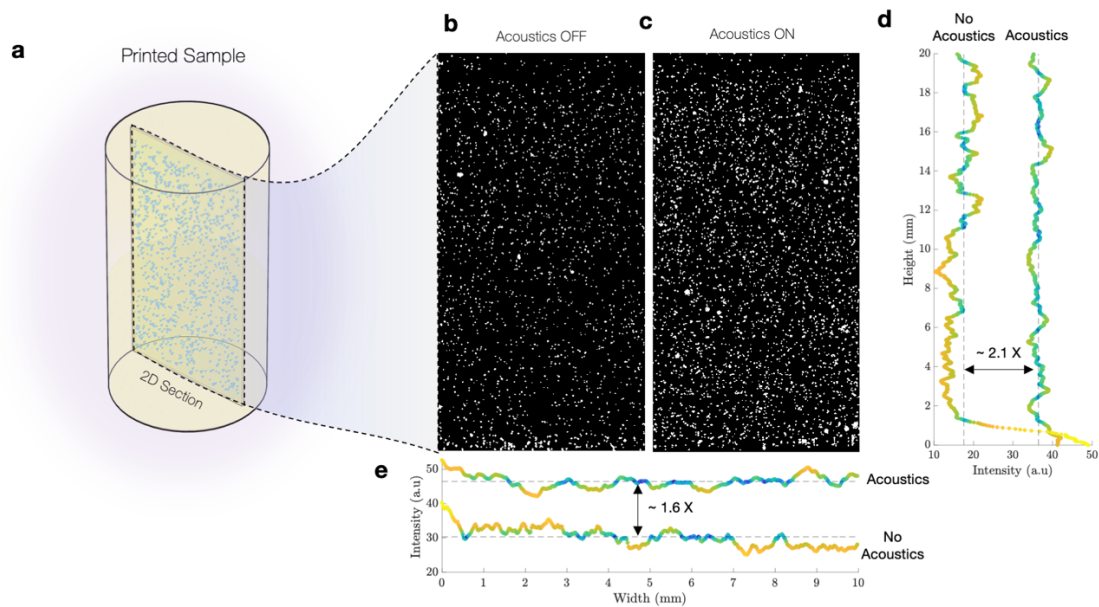 a
Printed Sample
2D Section
b
Acoustics OFF
c
Acoustics ON
d
No
Acoustics
Acoustics
20
18
16
14
12
10
8
6
4
2
0
Height (mm)
~ 2.1 X
10
20
30
40
50
Intensity (a.u)
e
50
40
30
20
Intensity (a.u)
~ 1.6 X
Acoustics
No
Acoustics
0
1
2
3
4
5
6
7
8
9
10
Width (mm)